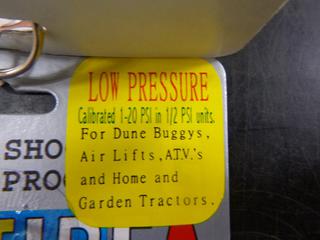 LOW PRESSURE
Calibrated 1-20 PSI in 1/2 PSI units.
For Dune Buggys,
Air Lifts, A.T.V.'s
and Home and
Garden Tractors.
SHO
PRO